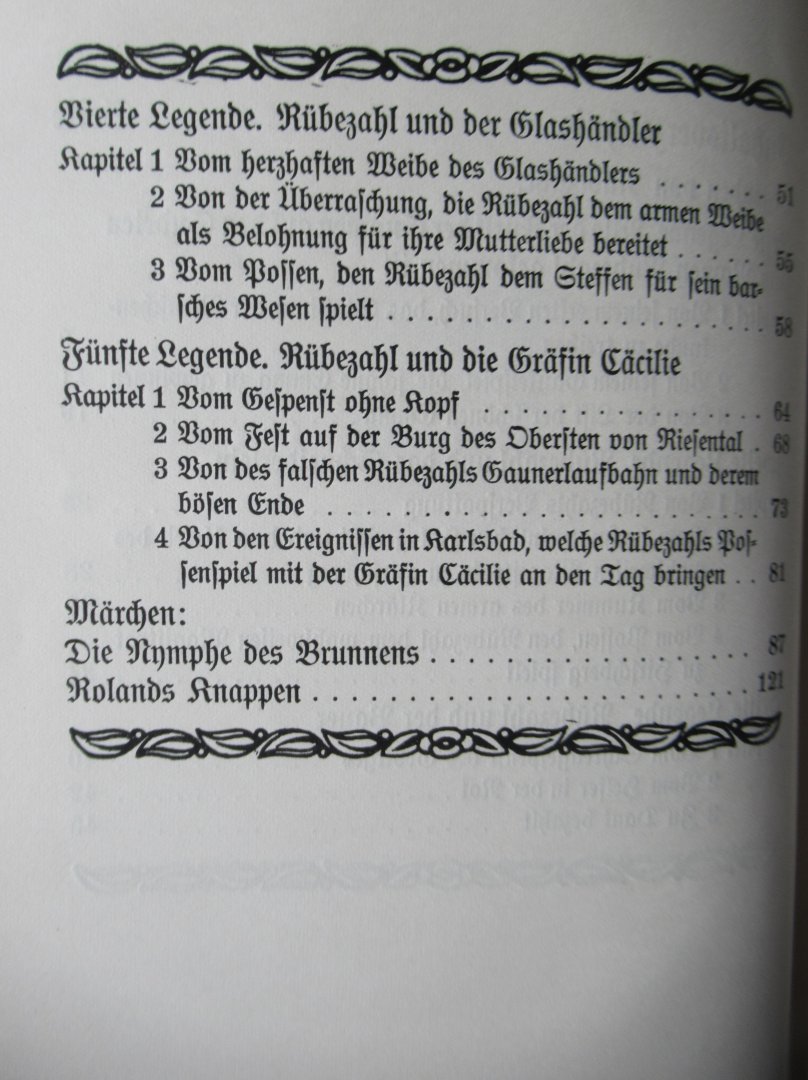 Vierte Legende. Rübezahl und der Glashändler
Kapitel 1 Vom herzhaften Weibe des Glashändlers . . . . . . . 51
2 Von der Überraſchung, die Rübezahl dem armen Weibe
als Belohnung für ihre Mutterliebe bereitet . . . . . . 55
3 Vom Poſſen, den Rübezahl dem Steffen für ſein bar-
ſches Weſen ſpielt . . . . . . . . . . . . . . . . . . . . . . 58
Fünfte Legende. Rübezahl und die Gräfin Cäcilie
Kapitel 1 Vom Geſpenſt ohne Kopf . . . . . . . . . . . . . . . . 64
2 Vom Feſt auf der Burg des Oberſten von Rieſental . 68
3 Von des falſchen Rübezahls Gaunerlaufbahn und derem
böſen Ende . . . . . . . . . . . . . . . . . . . . . . . . . 73
4 Von den Ereigniſſen in Karlsbad, welche Rübezahls Poſ-
ſenſpiel mit der Gräfin Cäcilie an den Tag bringen . . 81
Märchen:
Die Nymphe des Brunnens . . . . . . . . . . . . . . . . . . 87
Rolands Knappen . . . . . . . . . . . . . . . . . . . . . . . . 121